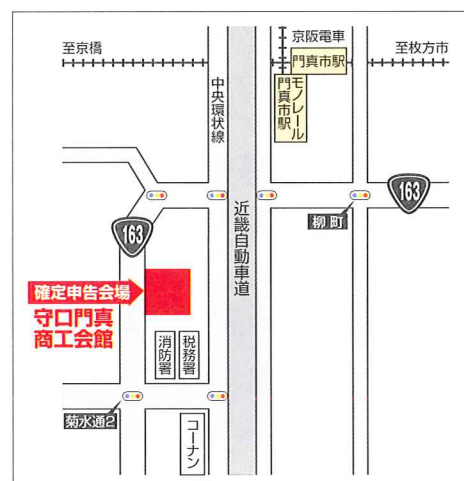 京阪電車
至京橋
門真市駅
至枚方市
モノレール
門真市駅
中央環状線
163
近畿自動車道
柳町
163
確定申告会場
守口門真
商工会館
消防署
税務署
菊水通2
コーナン